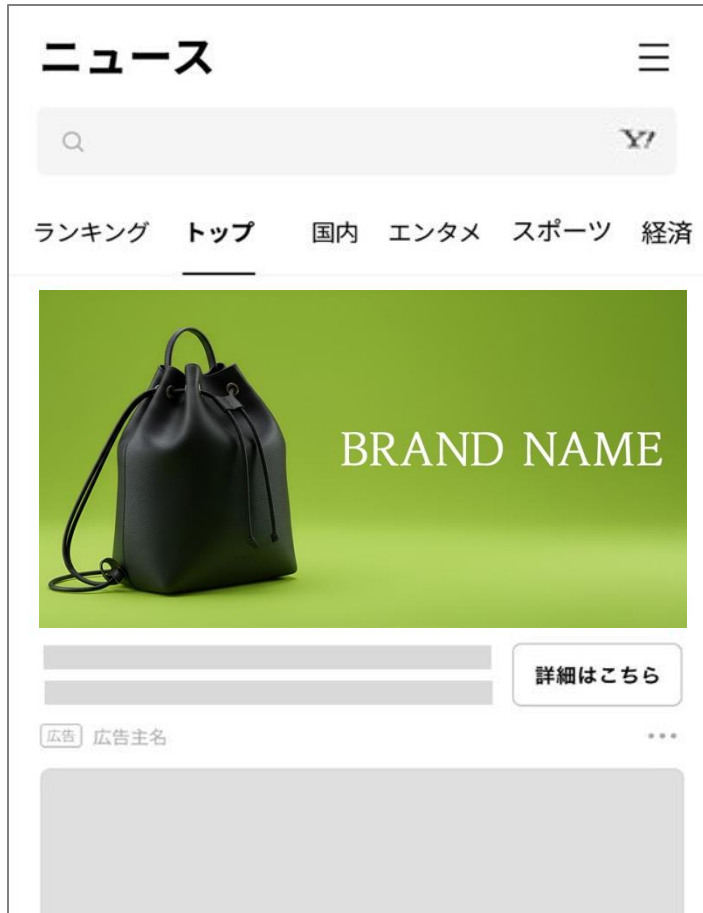 ニュース
Y!
ランキング トップ 国内 エンタメ スポーツ 経済
BRAND NAME
詳細はこちら
広告 広告主名